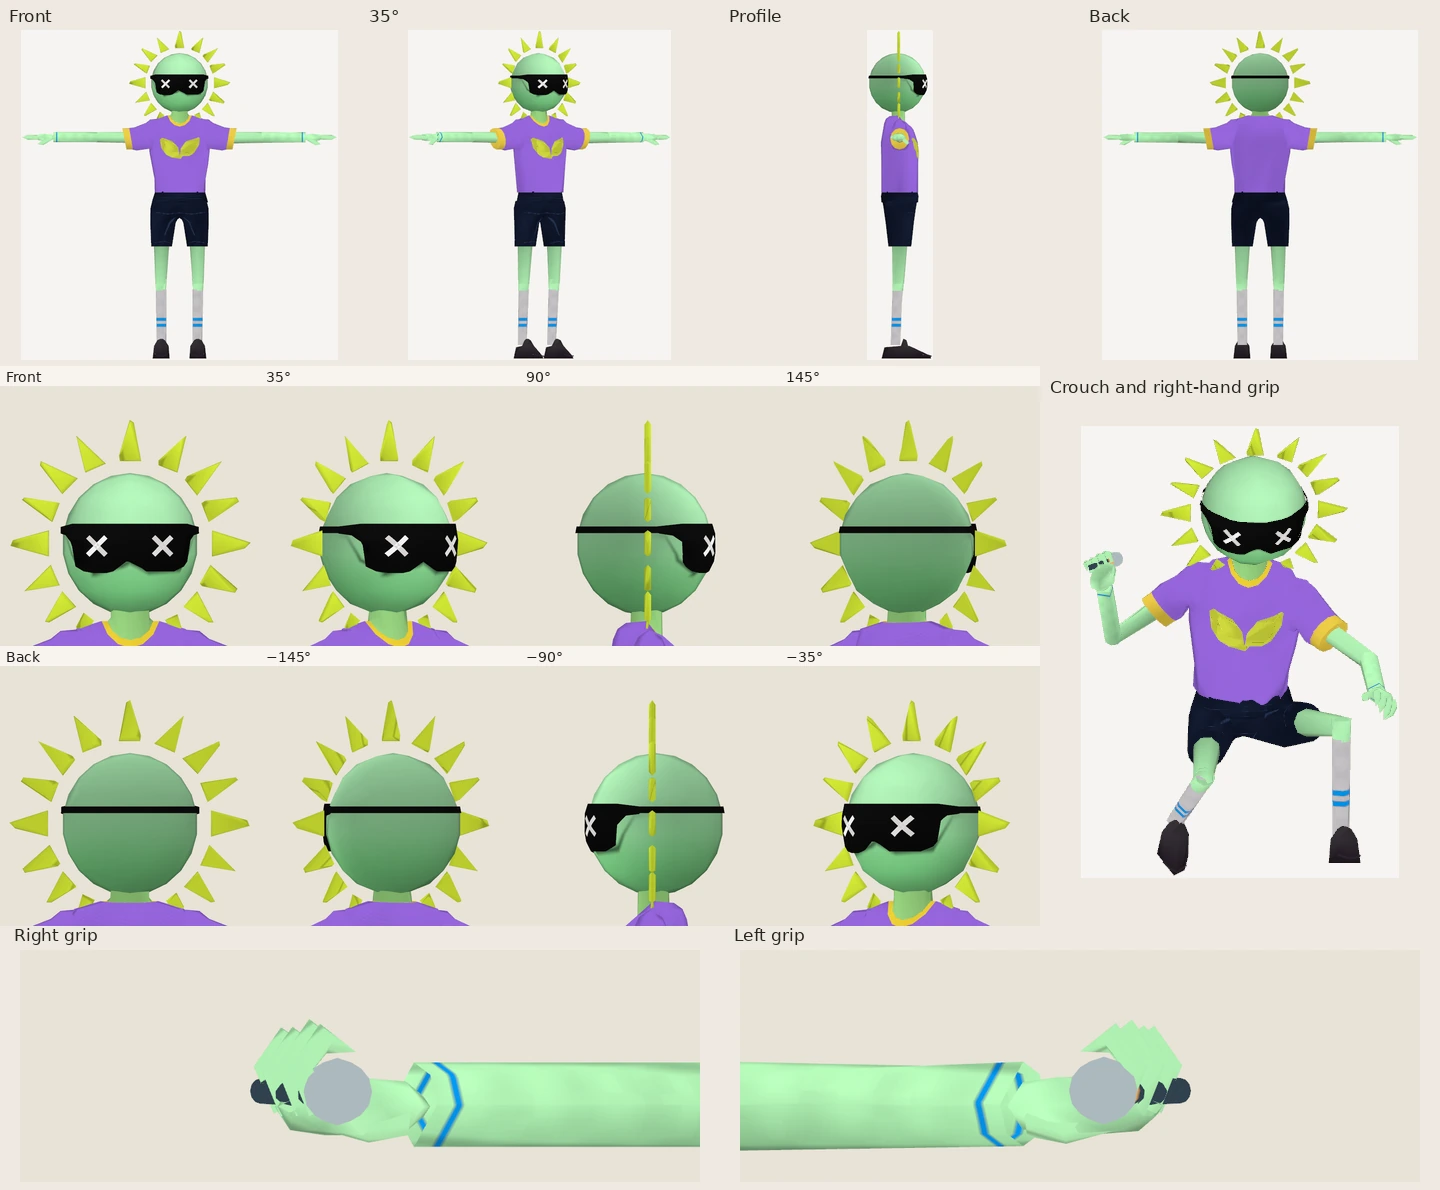 Front
35°
Profile
Back
Front
35°
90°
145°
Crouch and right-hand grip
Back
−145°
−90°
−35°
Right grip
Left grip